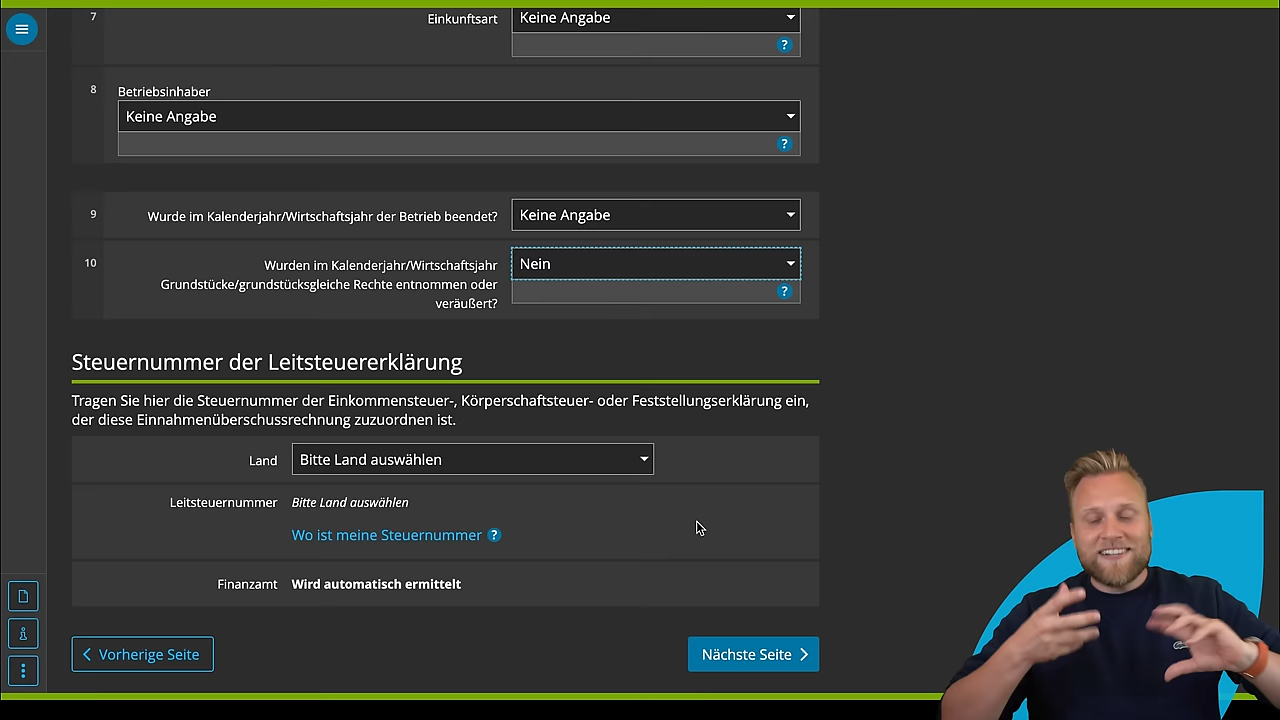 7
Einkunftsart
Keine Angabe
?
8
Betriebsinhaber
Keine Angabe
?
9
Wurde im Kalenderjahr/Wirtschaftsjahr der Betrieb beendet?
Keine Angabe
10
Wurden im Kalenderjahr/Wirtschaftsjahr
Grundstücke/grundstücksgleiche Rechte entnommen oder
veräußert?
Nein
?
Steuernummer der Leitsteuererklärung
Tragen Sie hier die Steuernummer der Einkommensteuer-, Körperschaftsteuer- oder Feststellungserklärung ein,
der diese Einnahmenüberschussrechnung zuzuordnen ist.
Land
Bitte Land auswählen
Leitsteuernummer
Bitte Land auswählen
Wo ist meine Steuernummer ?
Finanzamt
Wird automatisch ermittelt
Vorherige Seite
Nächste Seite